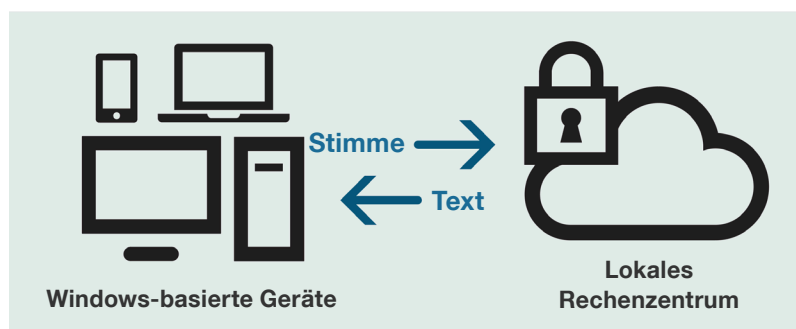 Stimme
Text
Windows-basierte Geräte
Lokales
Rechenzentrum